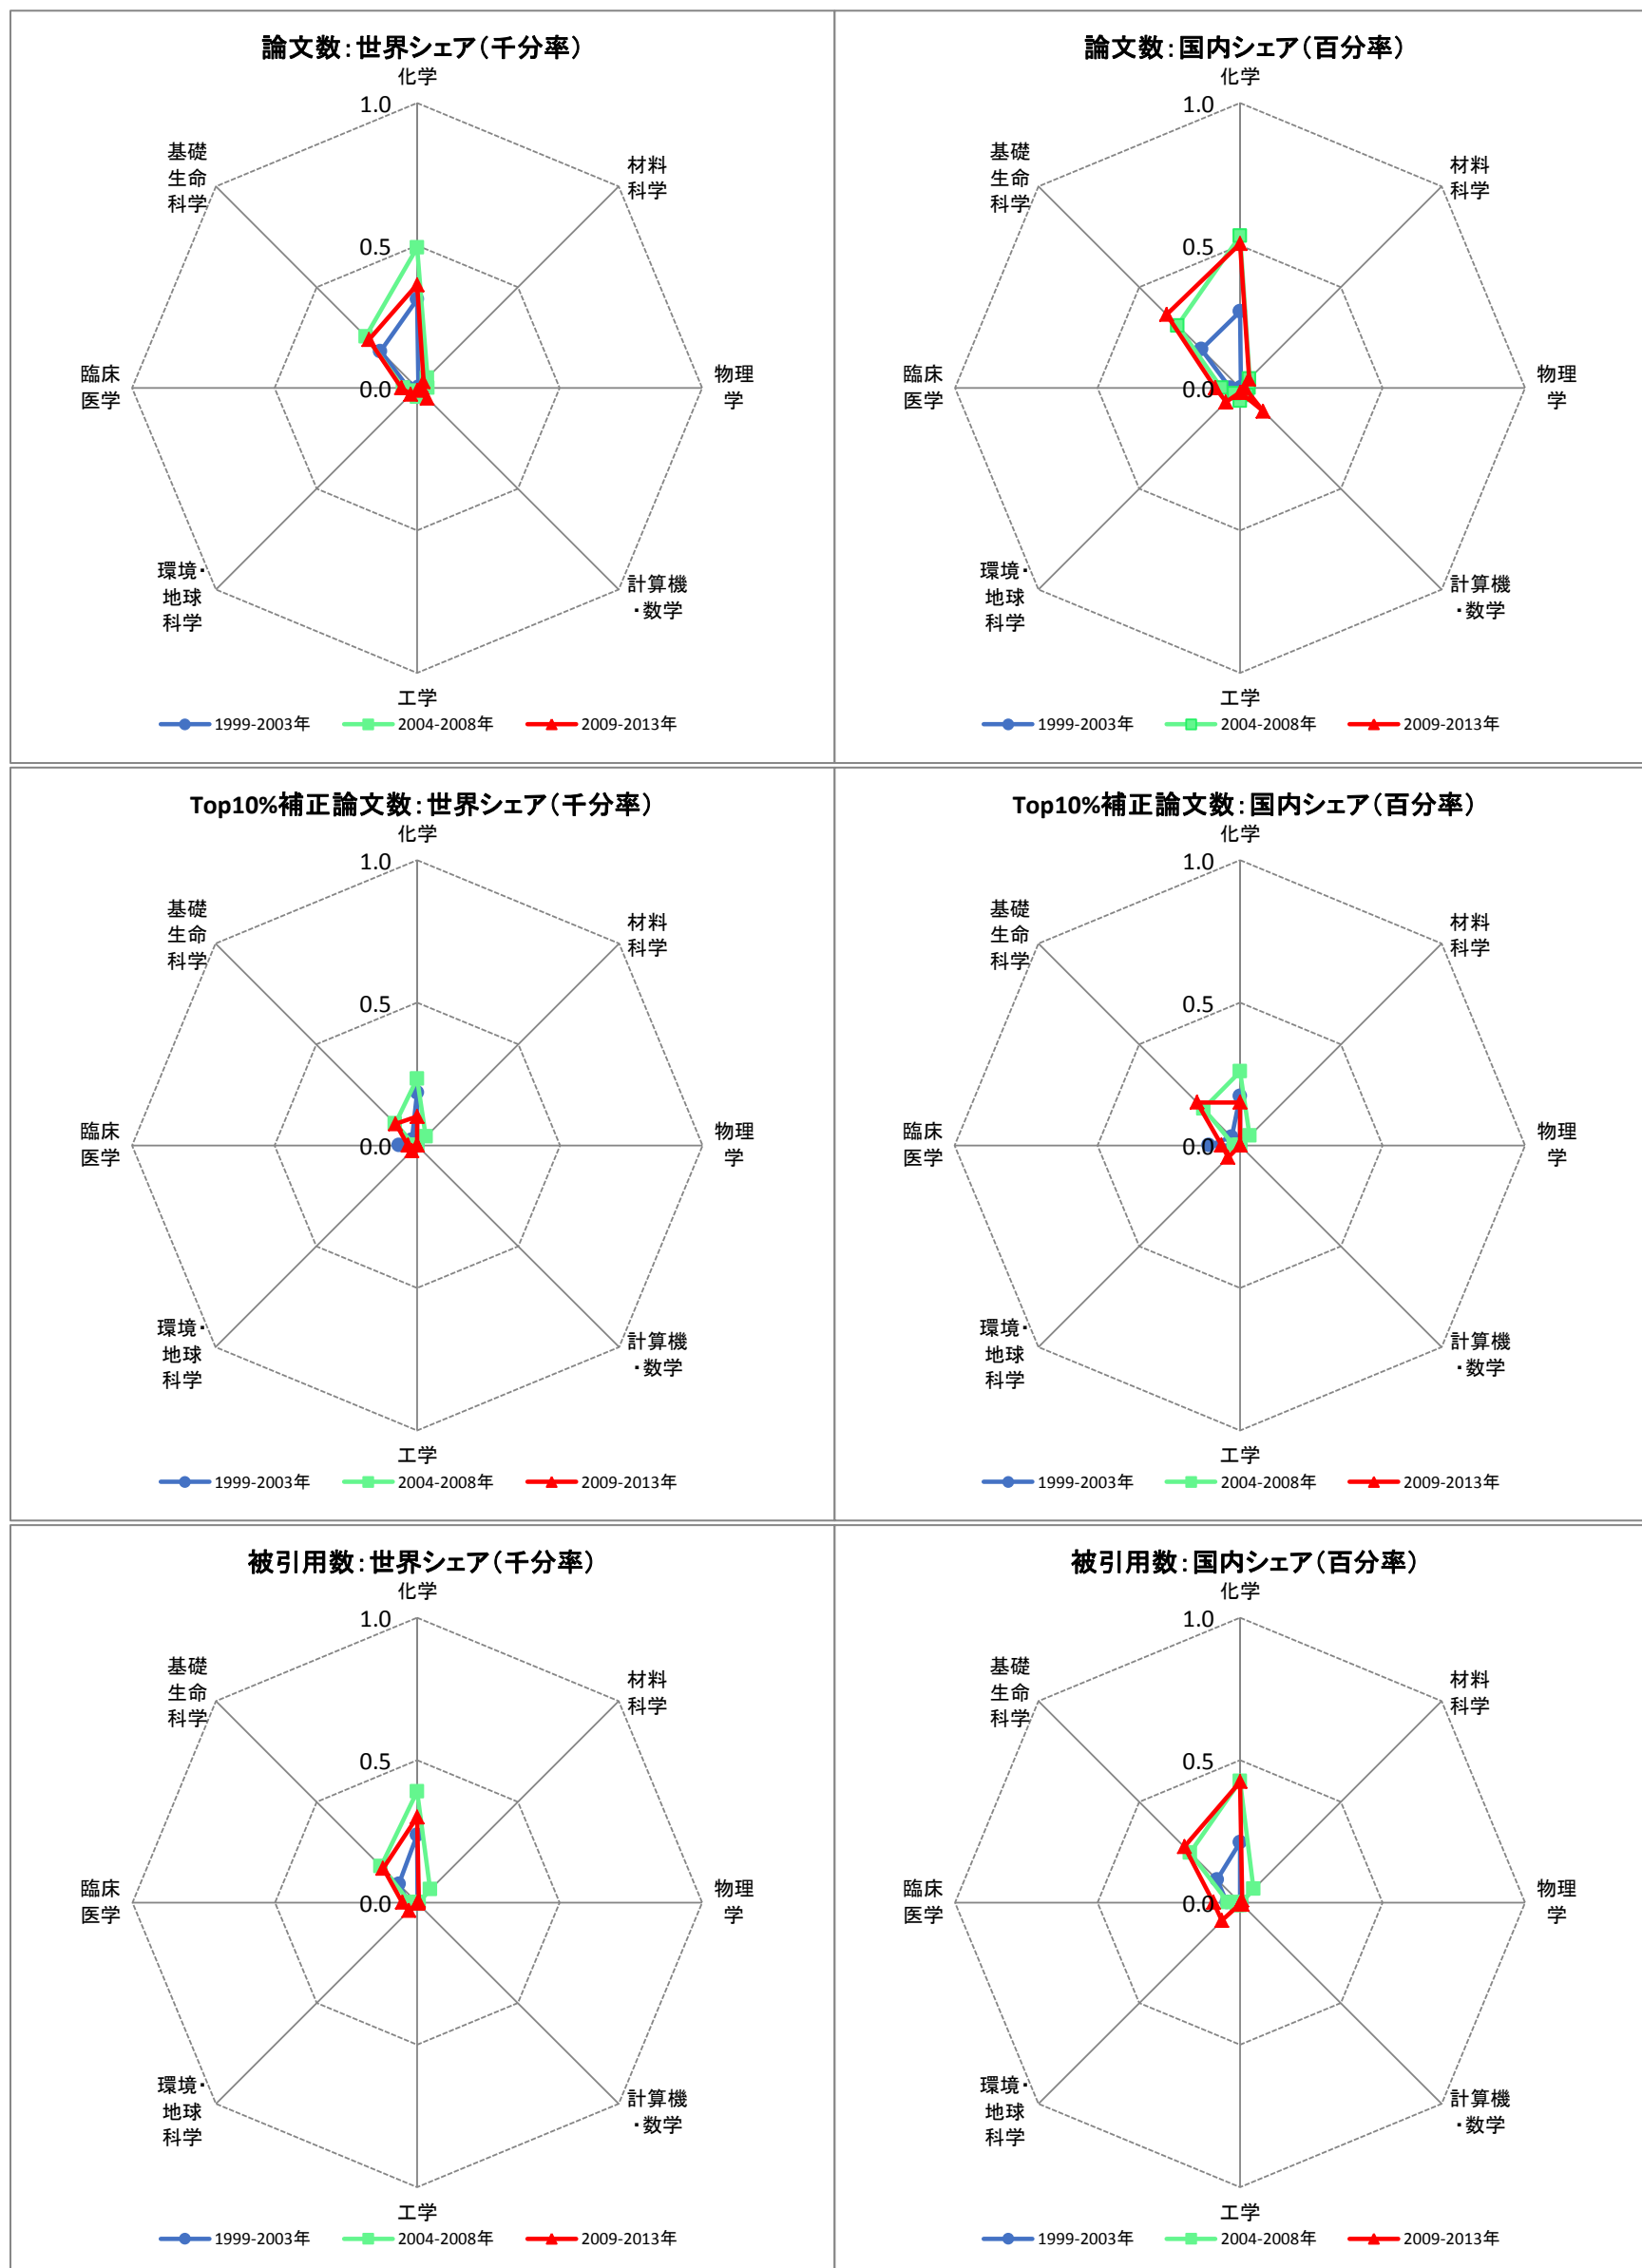 論文数：世界シェア（千分率）
化学
1.0
基礎
生命
科学
材料
科学
0.5
臨床
医学
0.0
物理
学
環境・
地球
科学
計算機
・数学
工学
1999-2003年 2004-2008年 2009-2013年
論文数：国内シェア（百分率）
化学
1.0
基礎
生命
科学
材料
科学
0.5
臨床
医学
0.0
物理
学
環境・
地球
科学
計算機
・数学
工学
1999-2003年 2004-2008年 2009-2013年
Top10%補正論文数：世界シェア（千分率）
化学
1.0
基礎
生命
科学
材料
科学
0.5
臨床
医学
0.0
物理
学
環境・
地球
科学
計算機
・数学
工学
1999-2003年 2004-2008年 2009-2013年
Top10%補正論文数：国内シェア（百分率）
化学
1.0
基礎
生命
科学
材料
科学
0.5
臨床
医学
0.0
物理
学
環境・
地球
科学
計算機
・数学
工学
1999-2003年 2004-2008年 2009-2013年
被引用数：世界シェア（千分率）
化学
1.0
基礎
生命
科学
材料
科学
0.5
臨床
医学
0.0
物理
学
環境・
地球
科学
計算機
・数学
工学
1999-2003年 2004-2008年 2009-2013年
被引用数：国内シェア（百分率）
化学
1.0
基礎
生命
科学
材料
科学
0.5
臨床
医学
0.0
物理
学
環境・
地球
科学
計算機
・数学
工学
1999-2003年 2004-2008年 2009-2013年